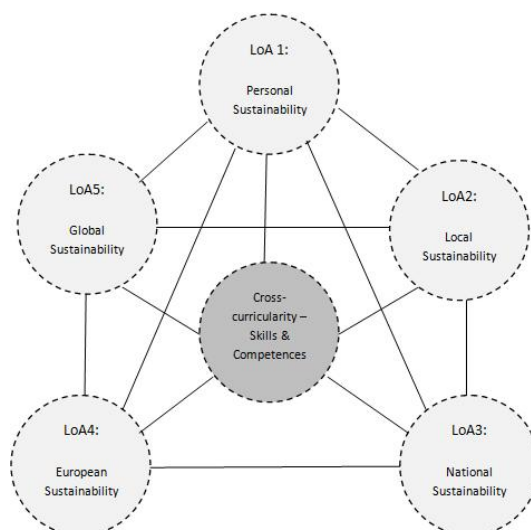 LoA 1:
Personal
Sustainability
LoA5:
Global
Sustainability
LoA2:
Local
Sustainability
Cross-
curricularity –
Skills &
Competences
LoA4:
European
Sustainability
LoA3:
National
Sustainability